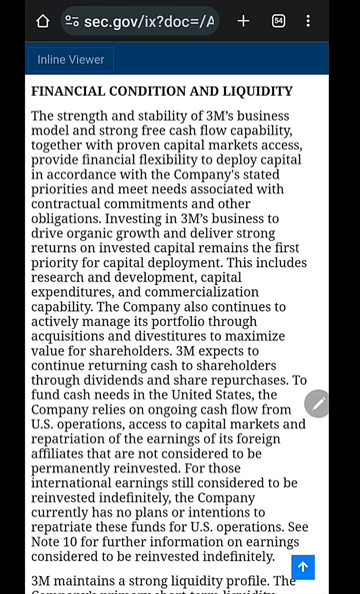 sec.gov/ix?doc=/A
54
Inline Viewer
FINANCIAL CONDITION AND LIQUIDITY
The strength and stability of 3M's business
model and strong free cash flow capability,
together with proven capital markets access,
provide financial flexibility to deploy capital
in accordance with the Company's stated
priorities and meet needs associated with
contractual commitments and other
obligations. Investing in 3M's business to
drive organic growth and deliver strong
returns on invested capital remains the first
priority for capital deployment. This includes
research and development, capital
expenditures, and commercialization
capability. The Company also continues to
actively manage its portfolio through
acquisitions and divestitures to maximize
value for shareholders. 3M expects to
continue returning cash to shareholders
through dividends and share repurchases. To
fund cash needs in the United States, the
Company relies on ongoing cash flow from
U.S. operations, access to capital markets and
repatriation of the earnings of its foreign
affiliates that are not considered to be
permanently reinvested. For those
international earnings still considered to be
reinvested indefinitely, the Company
currently has no plans or intentions to
repatriate these funds for U.S. operations. See
Note 10 for further information on earnings
considered to be reinvested indefinitely.
3M maintains a strong liquidity profile. The
Company's primary short-term liquidity